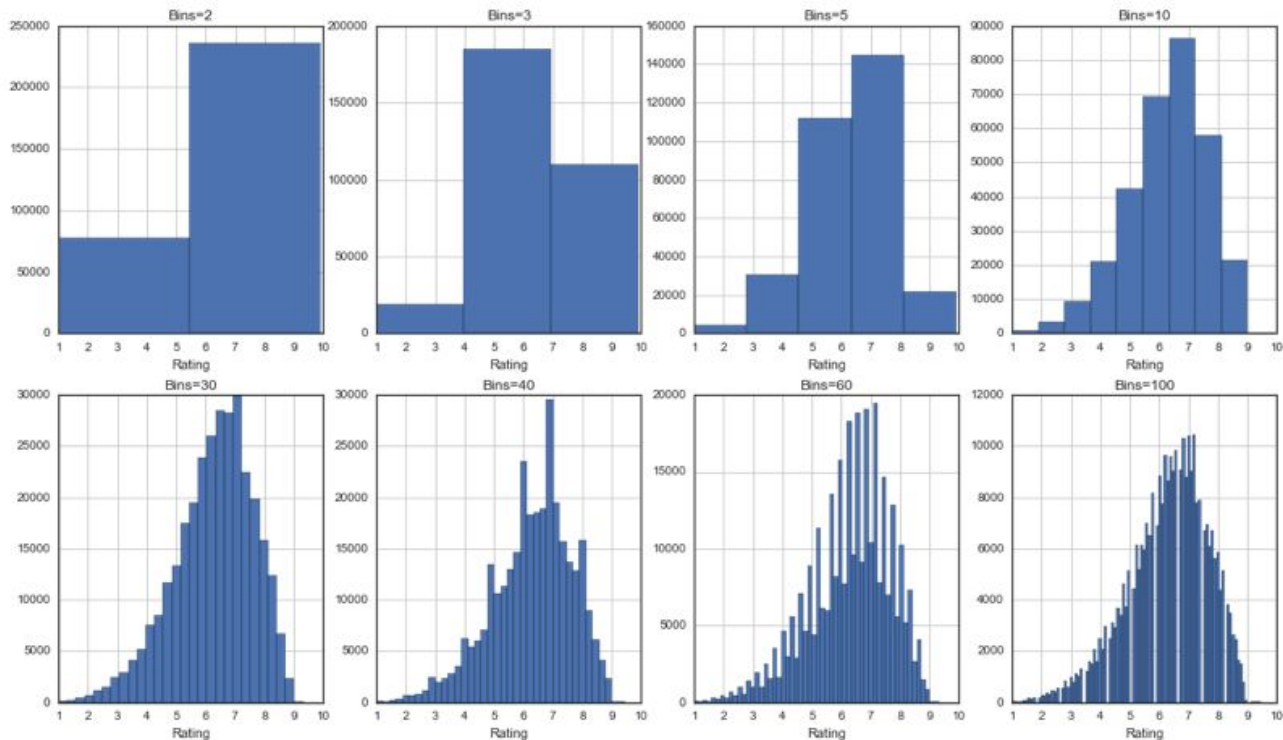 Bins=2
250000
200000
150000
100000
50000
0
1 2 3 4 5 6 7 8 9 10
Rating
Bins=3
200000
150000
100000
50000
0
1 2 3 4 5 6 7 8 9 10
Rating
Bins=5
160000
140000
120000
100000
80000
60000
40000
20000
0
1 2 3 4 5 6 7 8 9 10
Rating
Bins=10
90000
80000
70000
60000
50000
40000
30000
20000
10000
0
1 2 3 4 5 6 7 8 9 10
Rating
Bins=30
30000
25000
20000
15000
10000
5000
0
1 2 3 4 5 6 7 8 9 10
Rating
Bins=40
30000
25000
20000
15000
10000
5000
0
1 2 3 4 5 6 7 8 9 10
Rating
Bins=60
20000
15000
10000
5000
0
1 2 3 4 5 6 7 8 9 10
Rating
Bins=100
12000
10000
8000
6000
4000
2000
0
1 2 3 4 5 6 7 8 9 10
Rating